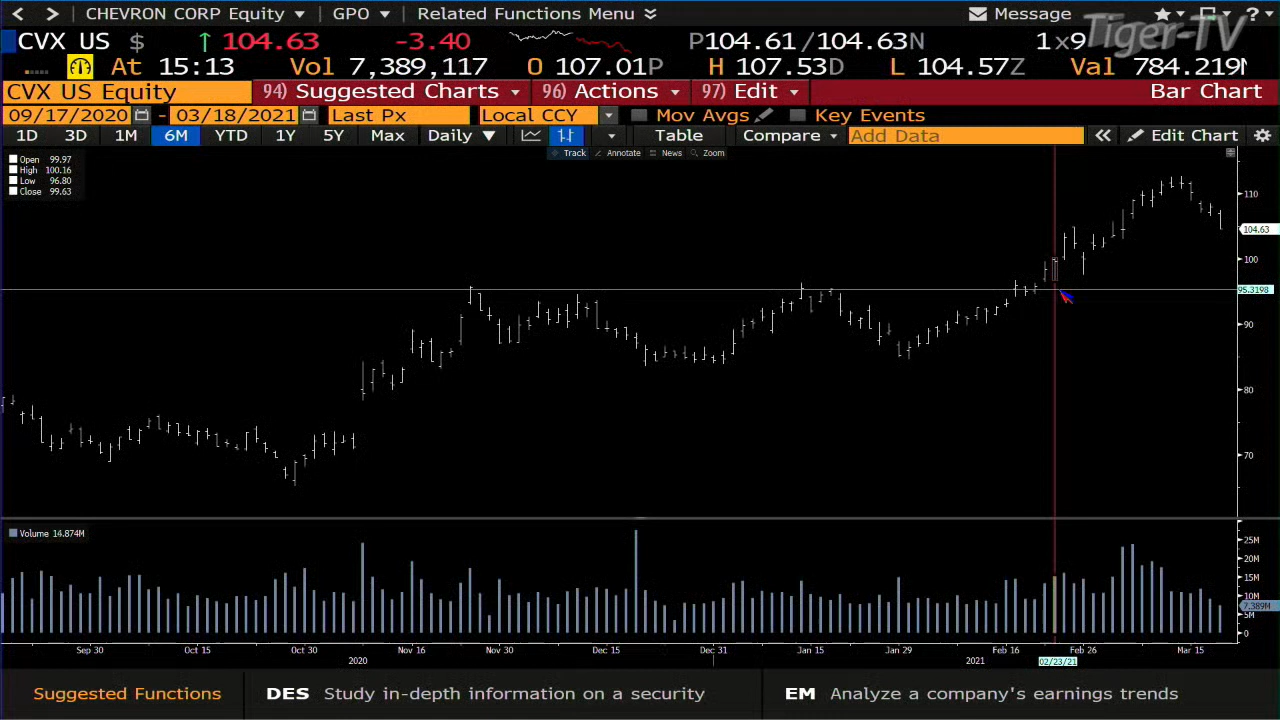 CHEVRON CORP Equity GPO Related Functions Menu Message ?
Tiger-TV
CVX US $ ↑ 104.63 -3.40 P104.61/104.63N 1x9
At 15:13 Vol 7,389,117 O 107.01P H 107.53D L 104.57Z Val 784.219M
CVX US Equity 94) Suggested Charts 96) Actions 97) Edit Bar Chart
09/17/2020 - 03/18/2021 Last Px Local CCY Mov Avgs Key Events
1D 3D 1M 6M YTD 1Y 5Y Max Daily ▼ Table Compare Add Data « Edit Chart
Track Annotate News Zoom
Open 99.97
High 100.16
Low 96.80
Close 99.63
110
104.63
100
95.3198
90
80
70
Volume 14.874M
25M
20M
15M
10M
7.389M
5M
0
Sep 30 Oct 15 Oct 30 Nov 16 Nov 30 Dec 15 Dec 31 Jan 15 Jan 29 Feb 16 Feb 26 Mar 15
2020 2021 02/23/21
Suggested Functions DES Study in-depth information on a security EM Analyze a company's earnings trends